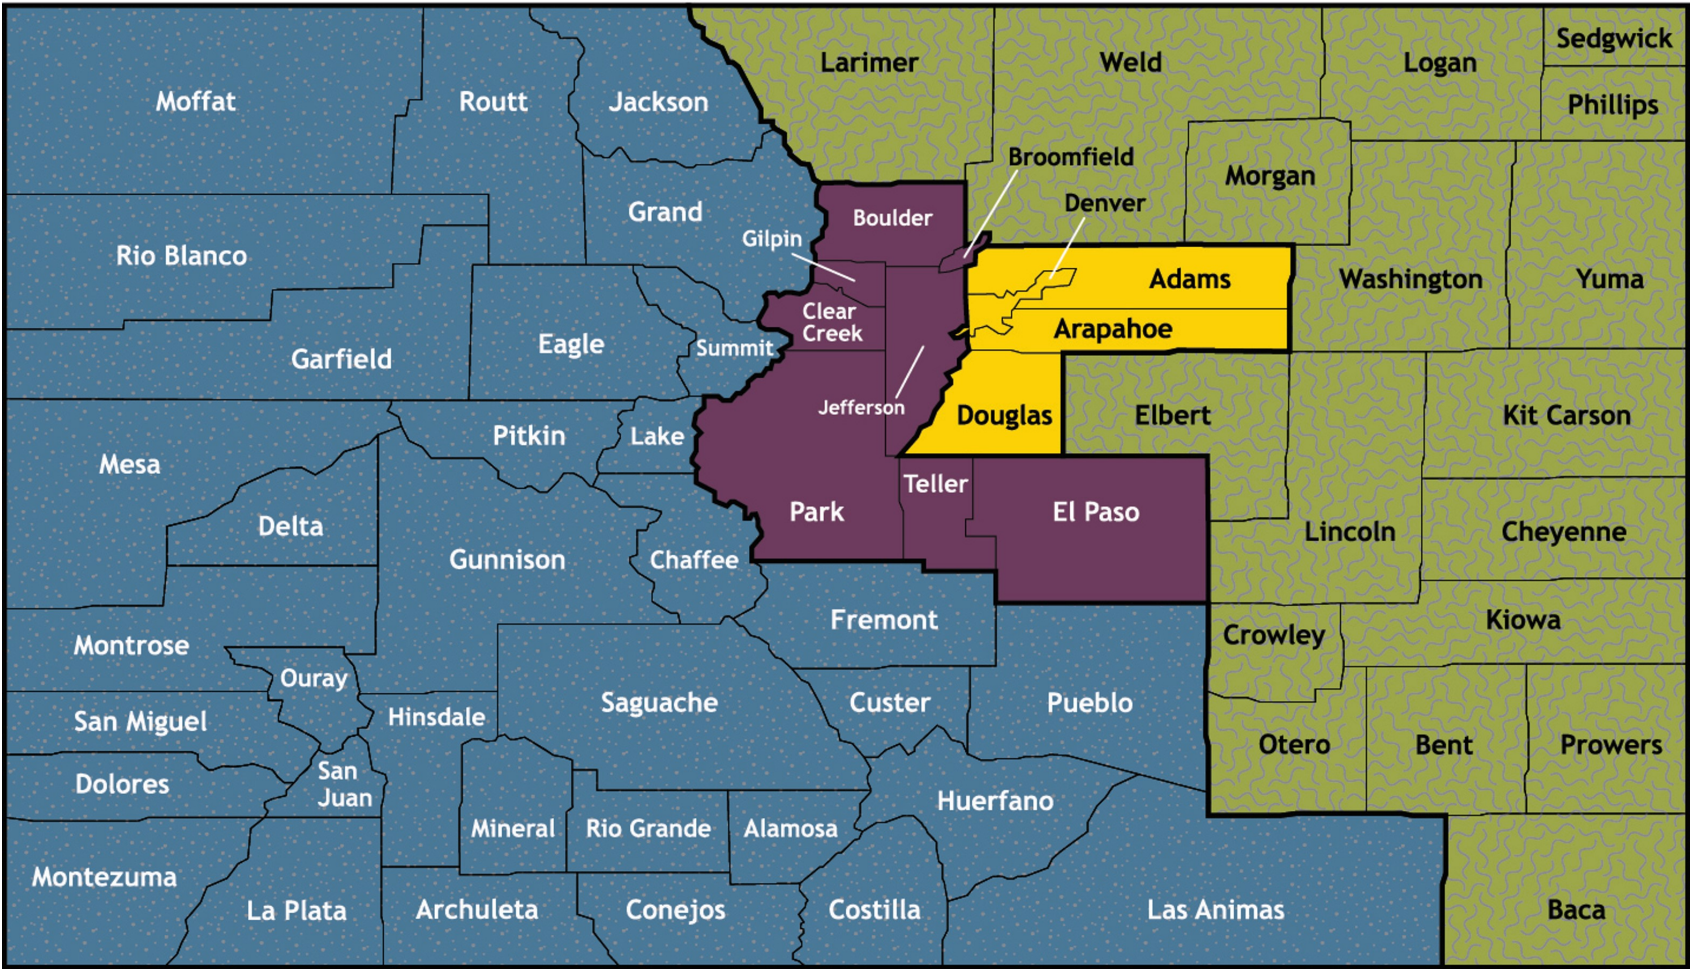 Sedgwick
Larimer
Weld
Logan
Moffat
Routt
Jackson
Phillips
Broomfield
Morgan
Denver
Grand
Boulder
Gilpin
Rio Blanco
Adams
Washington
Yuma
Clear
Creek
Arapahoe
Eagle
Summit
Garfield
Jefferson
Douglas
Elbert
Kit Carson
Pitkin
Lake
Mesa
Teller
Park
El Paso
Delta
Lincoln
Cheyenne
Gunnison
Chaffee
Fremont
Kiowa
Crowley
Montrose
Ouray
Saguache
Custer
Pueblo
San Miguel
Hinsdale
Otero
Bent
Prowers
San
Juan
Dolores
Huerfano
Mineral
Rio Grande
Alamosa
Montezuma
La Plata
Archuleta
Conejos
Costilla
Las Animas
Baca